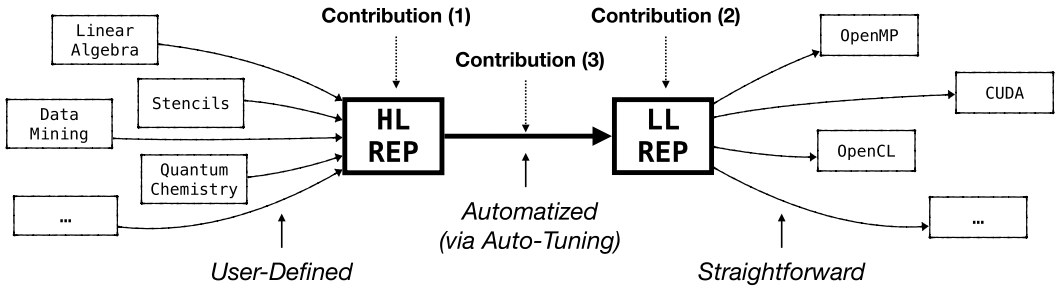 Contribution (1)
Contribution (2)
Contribution (3)
Linear
Algebra
Stencils
Data
Mining
Quantum
Chemistry
...
HL
REP
LL
REP
OpenMP
CUDA
OpenCL
...
User-Defined
Automatized
(via Auto-Tuning)
Straightforward